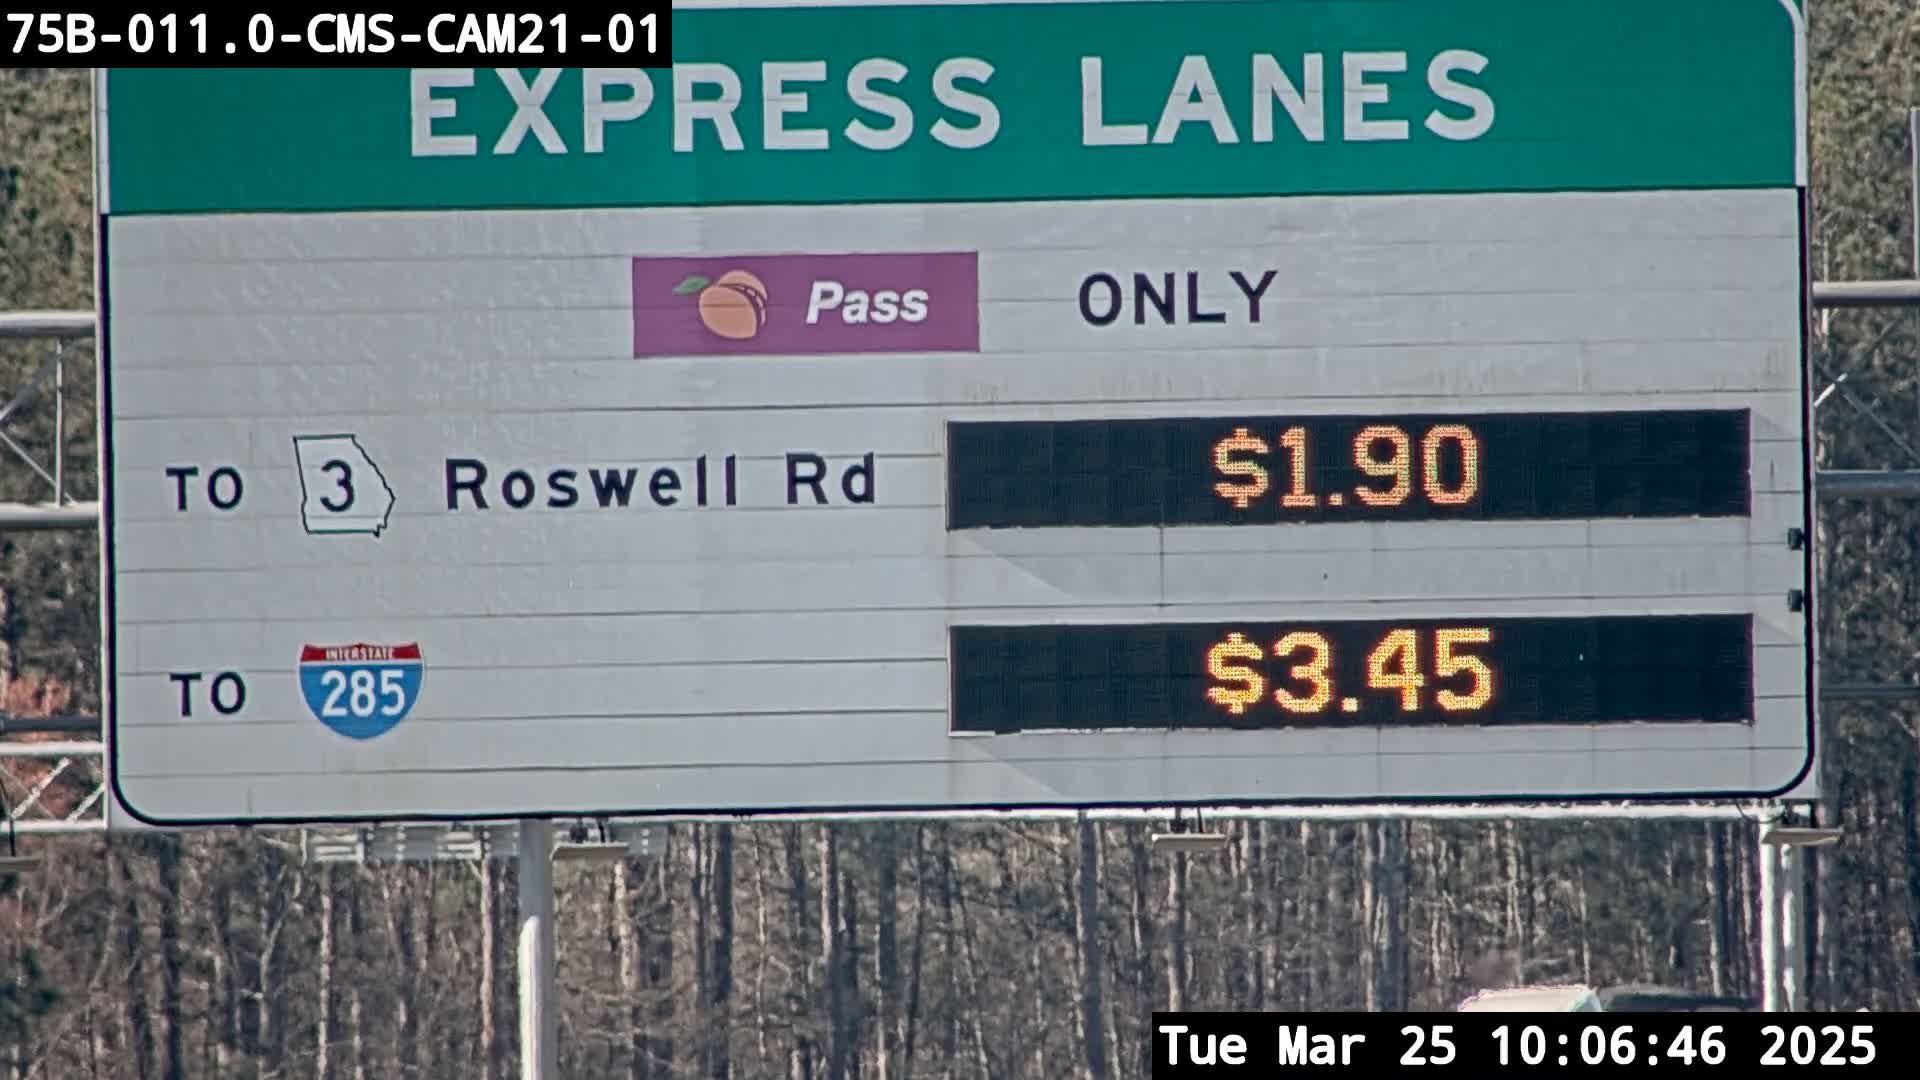 75B-011.0-CMS-CAM21-01
EXPRESS LANES
Pass ONLY
TO 3 Roswell Rd $1.90
INTERSTATE
TO 285 $3.45
Tue Mar 25 10:06:46 2025